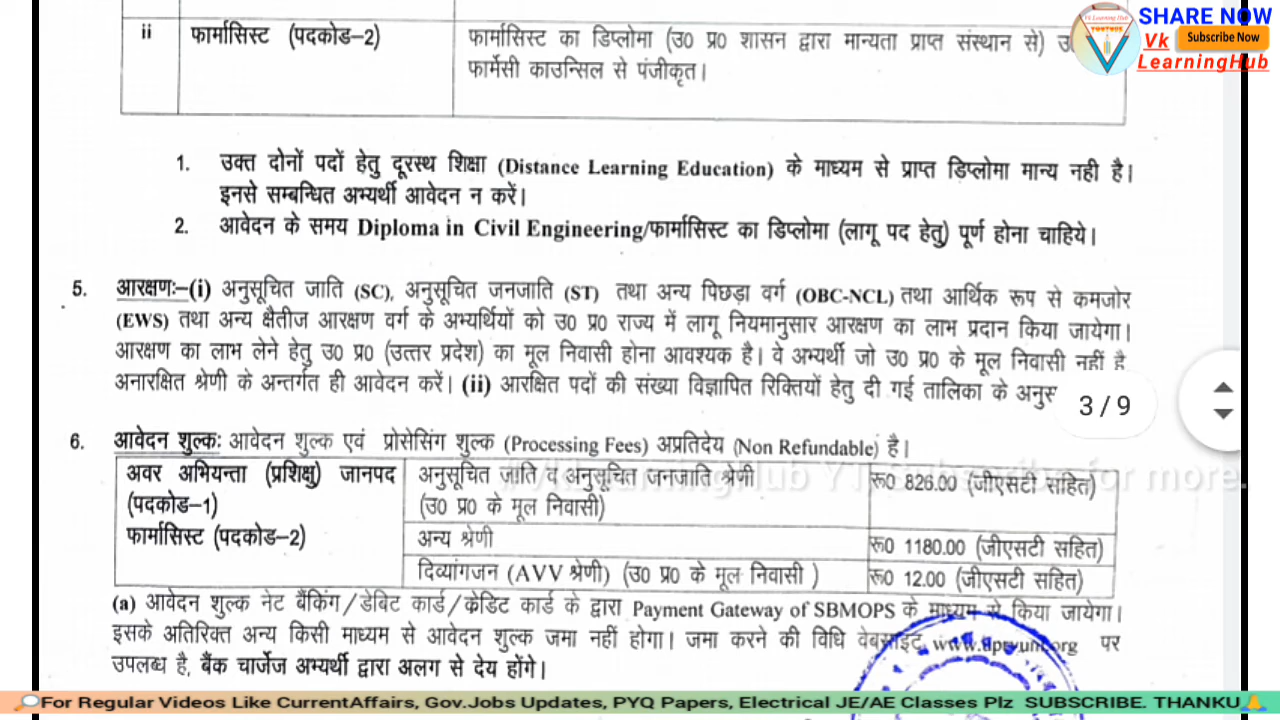 SHARE NOW
Vk Learning Hub
Subscribe Now
Vk
LearningHub
ii फार्मासिस्ट (पदकोड-2) फार्मासिस्ट का डिप्लोमा (उ0 प्र0 शासन द्वारा मान्यता प्राप्त संस्थान से)
फार्मेसी काउन्सिल से पंजीकृत।
1. उक्त दोनों पदों हेतु दूरस्थ शिक्षा (Distance Learning Education) के माध्यम से प्राप्त डिप्लोमा मान्य नही है।
इनसे सम्बन्धित अभ्यर्थी आवेदन न करें।
2. आवेदन के समय Diploma in Civil Engineering/फार्मासिस्ट का डिप्लोमा (लागू पद हेतु) पूर्ण होना चाहिये।
5. आरक्षणः-(i) अनुसूचित जाति (SC), अनुसूचित जनजाति (ST) तथा अन्य पिछड़ा वर्ग (OBC-NCL) तथा आर्थिक रूप से कमजोर
(EWS) तथा अन्य क्षैतीज आरक्षण वर्ग के अभ्यर्थियों को उ0 प्र0 राज्य में लागू नियमानुसार आरक्षण का लाभ प्रदान किया जायेगा।
आरक्षण का लाभ लेने हेतु उ0 प्र0 (उत्तर प्रदेश) का मूल निवासी होना आवश्यक है। वे अभ्यर्थी जो उ0 प्र0 के मूल निवासी नहीं है
अनारक्षित श्रेणी के अन्तर्गत ही आवेदन करें। (ii) आरक्षित पदों की संख्या विज्ञापित रिक्तियों हेतु दी गई तालिका के
3 / 9
6. आवेदन शुल्कः आवेदन शुल्क एवं प्रोसेसिंग शुल्क (Processing Fees) अप्रतिदेय (Non Refundable) है।
VkLearningHub YT Subscribe for more.
अवर अभियन्ता (प्रशिक्षु) जानपद अनुसूचित जाति व अनुसूचित जनजाति श्रेणी रू0 826.00 (जीएसटी सहित)
(पदकोड-1) (उ0 प्र0 के मूल निवासी)
फार्मासिस्ट (पदकोड-2) अन्य श्रेणी रू0 1180.00 (जीएसटी सहित)
दिव्यांगजन (AVV श्रेणी) (उ0 प्र0 के मूल निवासी ) रू0 12.00 (जीएसटी सहित)
(a) आवेदन शुल्क नेट बैंकिंग/डेबिट कार्ड/क्रेडिट कार्ड के द्वारा Payment Gateway of SBMOPS के माध्यम से किया जायेगा।
इसके अतिरिक्त अन्य किसी माध्यम से आवेदन शुल्क जमा नहीं होगा। जमा करने की विधि वेबसाइट www.uprvunl.org पर
उपलब्ध है, बैंक चार्जेज अभ्यर्थी द्वारा अलग से देय होंगे।
For Regular Videos Like CurrentAffairs, Gov.Jobs Updates, PYQ Papers, Electrical JE/AE Classes Plz SUBSCRIBE. THANKU